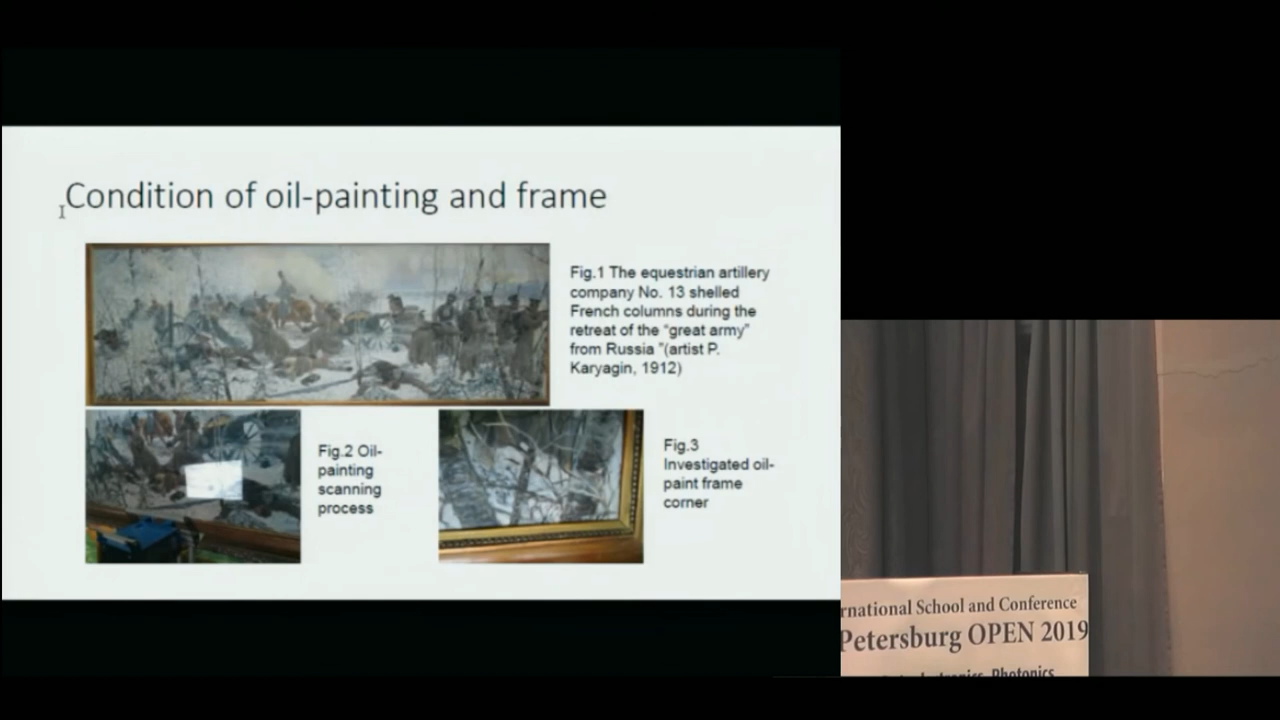 Condition of oil-painting and frame
Fig.1 The equestrian artillery
company No. 13 shelled
French columns during the
retreat of the “great army”
from Russia ”(artist P.
Karyagin, 1912)
Fig.2 Oil-
painting
scanning
process
Fig.3
Investigated oil-
paint frame
corner
rnational School and Conference
Petersburg OPEN 2019
Photonics